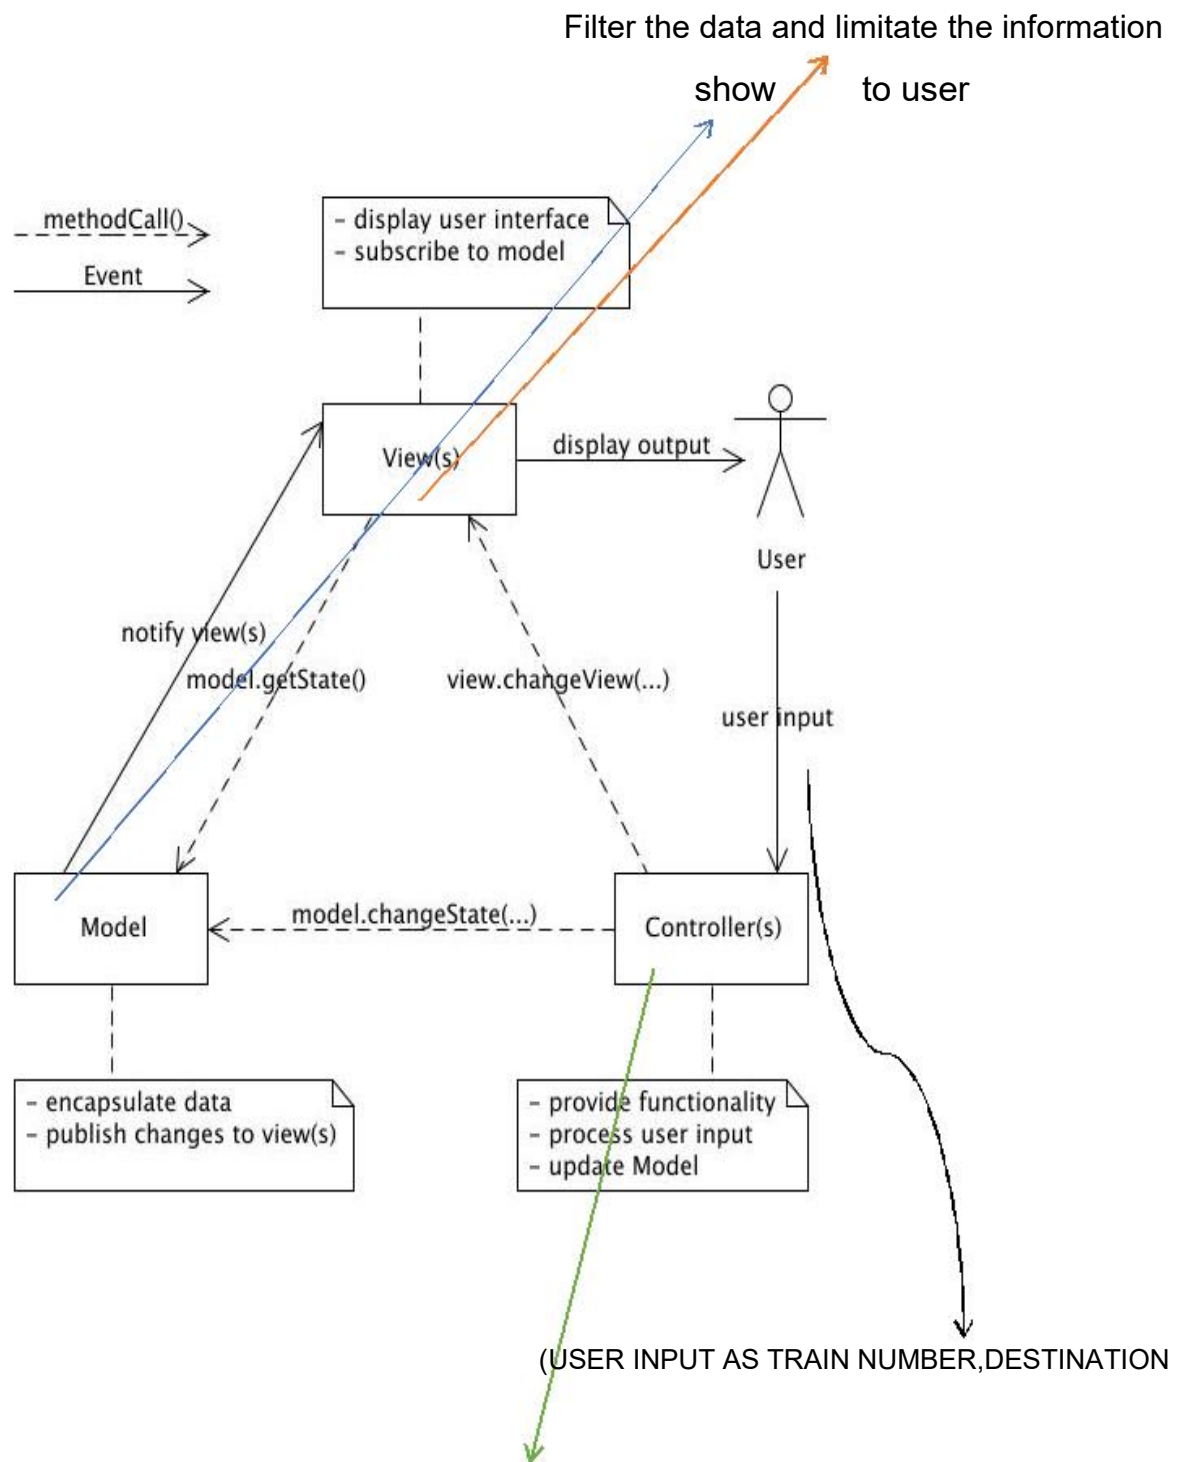 Filter the data and limitate the information
show to user
methodCall()
Event
- display user interface
- subscribe to model
View(s)
display output
User
notify view(s)
model.getState()
view.changeView(...)
user input
Model
model.changeState(...)
Controller(s)
- encapsulate data
- publish changes to view(s)
- provide functionality
- process user input
- update Model
(USER INPUT AS TRAIN NUMBER,DESTINATION